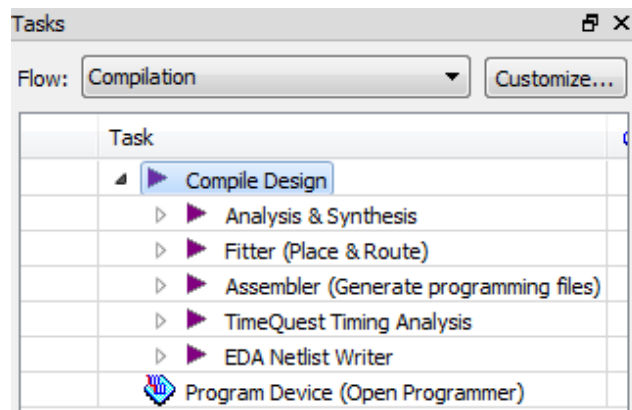 Tasks
Flow: Compilation Customize...
Task
Compile Design
Analysis & Synthesis
Fitter (Place & Route)
Assembler (Generate programming files)
TimeQuest Timing Analysis
EDA Netlist Writer
Program Device (Open Programmer)